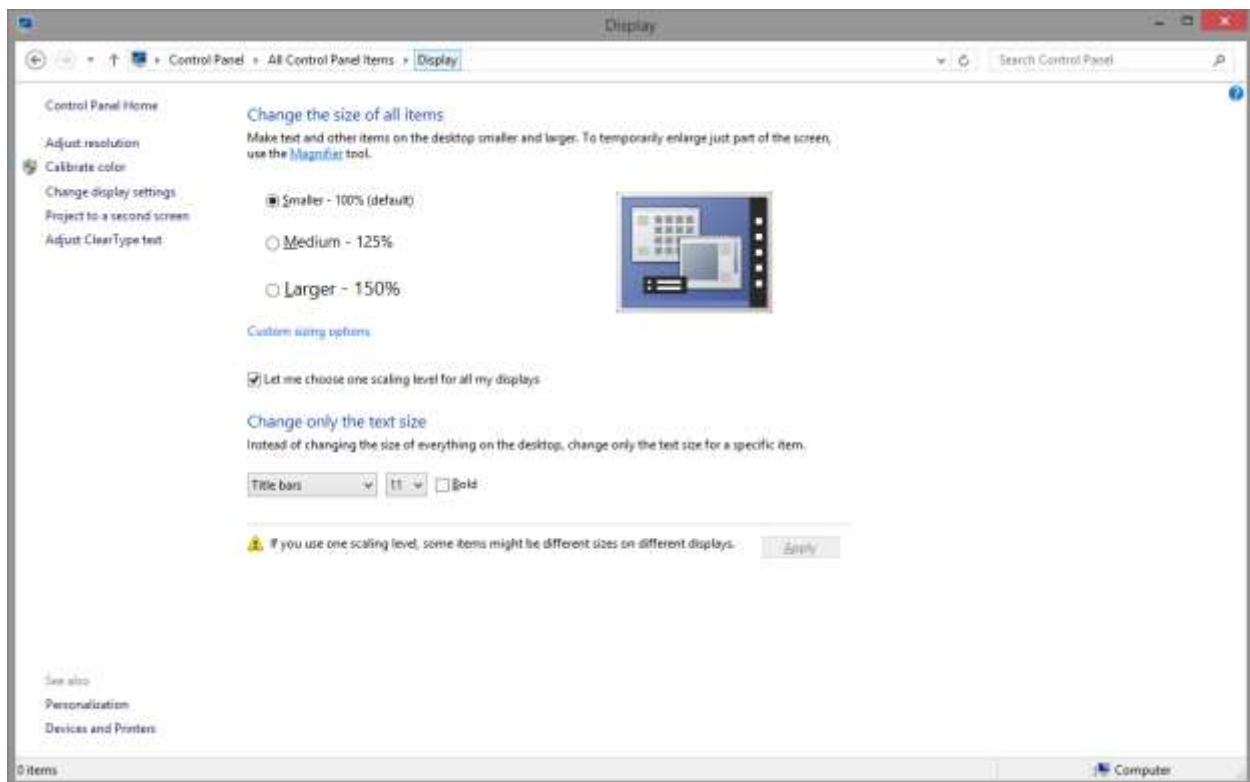 Display
Control Panel All Control Panel Items Display
Search Control Panel
Control Panel Home
Adjust resolution
Calibrate color
Change display settings
Project to a second screen
Adjust ClearType text
See also
Personalization
Devices and Printers
Change the size of all items
Make text and other items on the desktop smaller and larger. To temporarily enlarge just part of the screen,
use the Magnifier tool.
Smaller - 100% (default)
Medium - 125%
Larger - 150%
Custom sizing options
Let me choose one scaling level for all my displays
Change only the text size
Instead of changing the size of everything on the desktop, change only the text size for a specific item.
Title bars 11 Bold
If you use one scaling level, some items might be different sizes on different displays. Apply
0 items
Computer